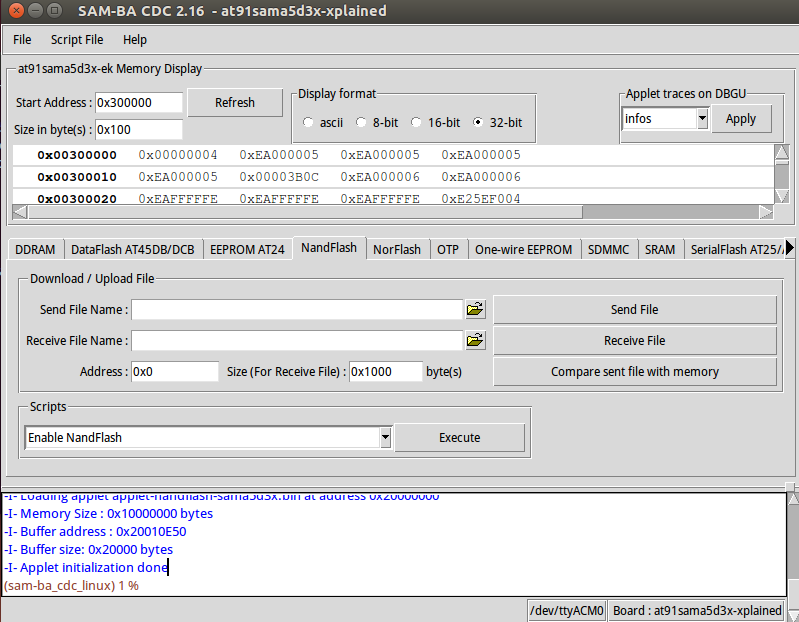 SAM-BA CDC 2.16 - at91sama5d3x-xplained
File Script File Help
at91sama5d3x-ek Memory Display
Start Address : 0x300000 Refresh
Size in byte(s) : 0x100
Display format
ascii 8-bit 16-bit 32-bit
Applet traces on DBGU
infos Apply
0x00300000 0x00000004 0xEA000005 0xEA000005 0xEA000005
0x00300010 0xEA000005 0x00003B0C 0xEA000006 0xEA000006
0x00300020 0xEAFFFFFE 0xEAFFFFFE 0xEAFFFFFE 0xE25EF004
DDRAM DataFlash AT45DB/DCB EEPROM AT24 NandFlash NorFlash OTP One-wire EEPROM SDMMC SRAM SerialFlash AT25/
Download / Upload File
Send File Name : Send File
Receive File Name : Receive File
Address : 0x0 Size (For Receive File) : 0x1000 byte(s) Compare sent file with memory
Scripts
Enable NandFlash Execute
-I- Loading applet applet-nandflash-sama5d3x.bin at address 0x20000000
-I- Memory Size : 0x10000000 bytes
-I- Buffer address : 0x20010E50
-I- Buffer size: 0x20000 bytes
-I- Applet initialization done
(sam-ba_cdc_linux) 1 %
/dev/ttyACM0 Board : at91sama5d3x-xplained